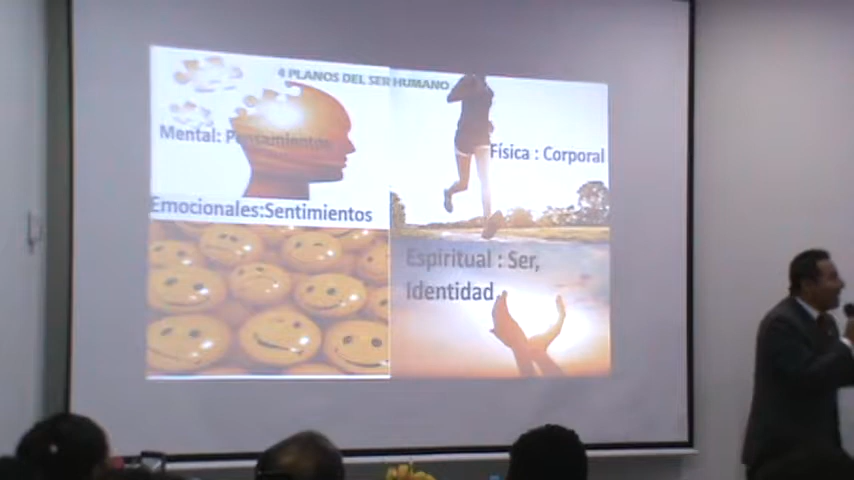 4 PLANOS DEL SER HUMANO
Mental: Pensamientos
Física : Corporal
Emocionales:Sentimientos
Espiritual : Ser,
Identidad